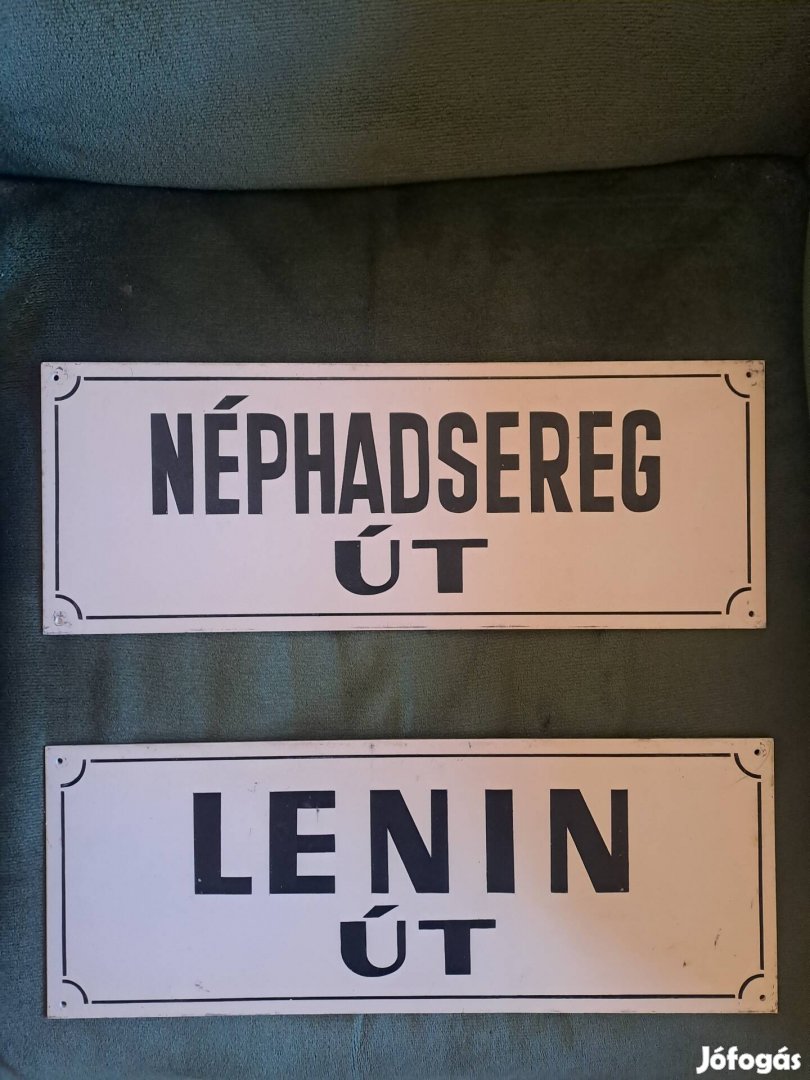 NÉPHADSEREG
ÚT
LENIN
ÚT
Jófogás